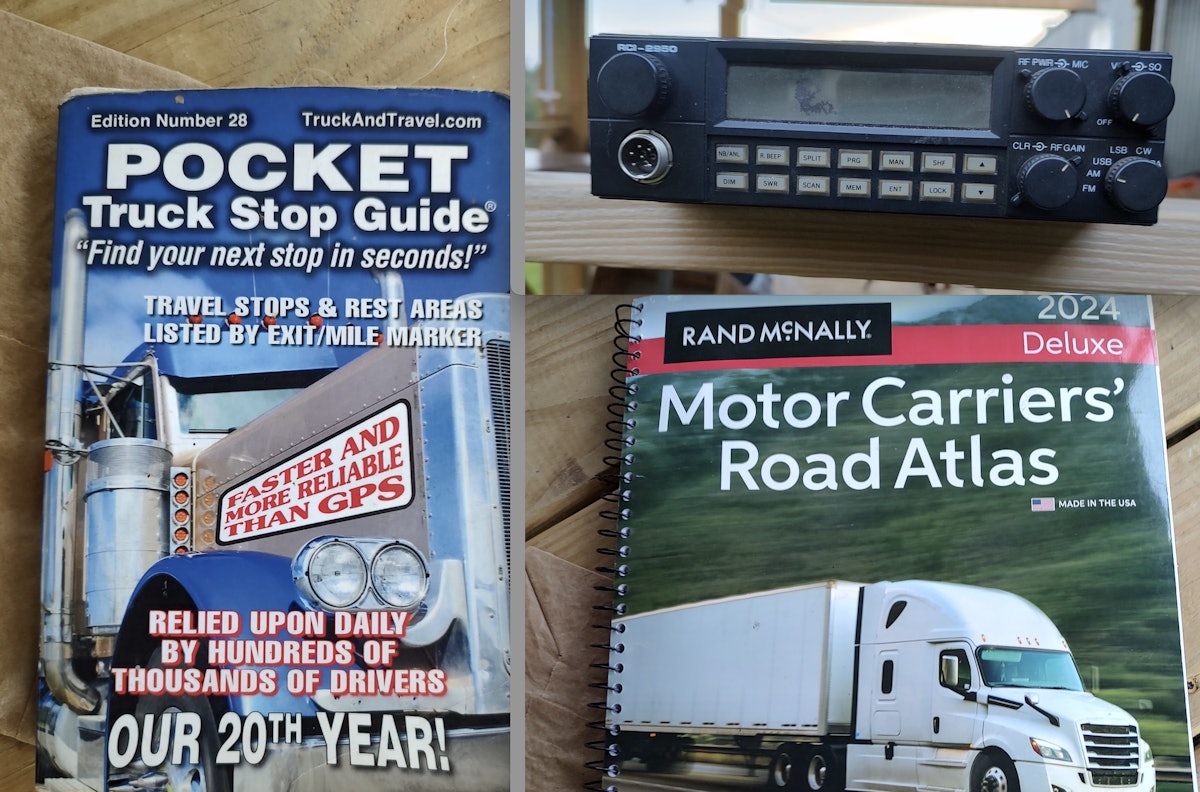 Edition Number 28 TruckAndTravel.com
POCKET
Truck Stop Guide®
“Find your next stop in seconds!”
TRAVEL STOPS & REST AREAS
LISTED BY EXIT/MILE MARKER
FASTER AND
MORE RELIABLE
THAN GPS
RELIED UPON DAILY
BY HUNDREDS OF
THOUSANDS OF DRIVERS
OUR 20TH YEAR!
RCI-2950
RF PWR MIC
SQ
OFF
NB/ANL R.BEEP SPLIT PRG MAN SHF ▲
DIM SWR SCAN MEM ENT LOCK ▼
CLR RF GAIN
LSB CW
USB
AM
FM
2024
RAND McNALLY®
Deluxe
Motor Carriers’
Road Atlas
MADE IN THE USA